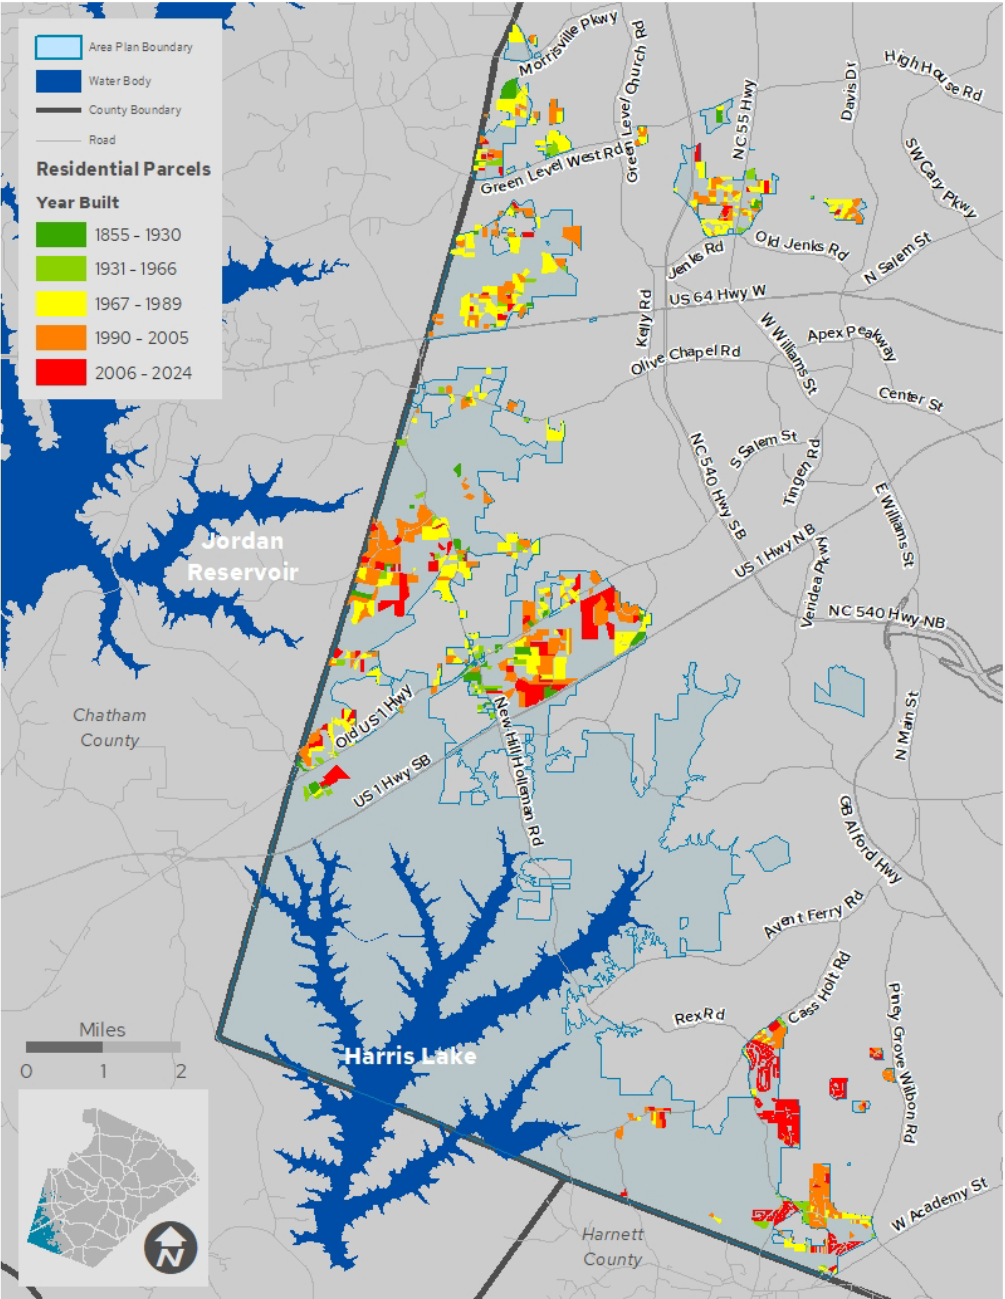 Area Plan Boundary
Water Body
County Boundary
Road
Residential Parcels
Year Built
1855 - 1930
1931 - 1966
1967 - 1989
1990 - 2005
2006 - 2024
Morrisville Pkwy
Green Level Church Rd
Green Level West Rd
NC 55 Hwy
Davis Dr
High House Rd
SW Cary Pkwy
Jenks Rd
Old Jenks Rd
N Salem St
US 64 Hwy W
Kelly Rd
Olive Chapel Rd
W Williams St
Apex Peakway
Center St
S Salem St
Tingen Rd
NC 540 Hwy SB
E Williams St
US 1 Hwy NB
Veridea Pkwy
NC 540 Hwy NB
Jordan
Reservoir
Chatham
County
Old US 1 Hwy
US 1 Hwy SB
New Hill Holleman Rd
N Main St
GB Alford Hwy
Avent Ferry Rd
Cass Holt Rd
Rex Rd
Piney Grove Wilbon Rd
Harris Lake
W Academy St
Harnett
County
Miles
0 1 2
N